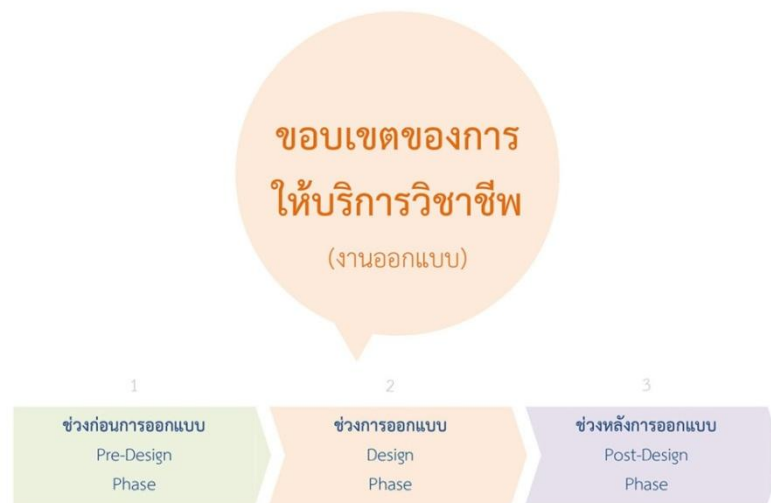 ขอบเขตของการ
ให้บริการวิชาชีพ
(งานออกแบบ)
1
2
3
ช่วงก่อนการออกแบบ
Pre-Design
Phase
ช่วงการออกแบบ
Design
Phase
ช่วงหลังการออกแบบ
Post-Design
Phase